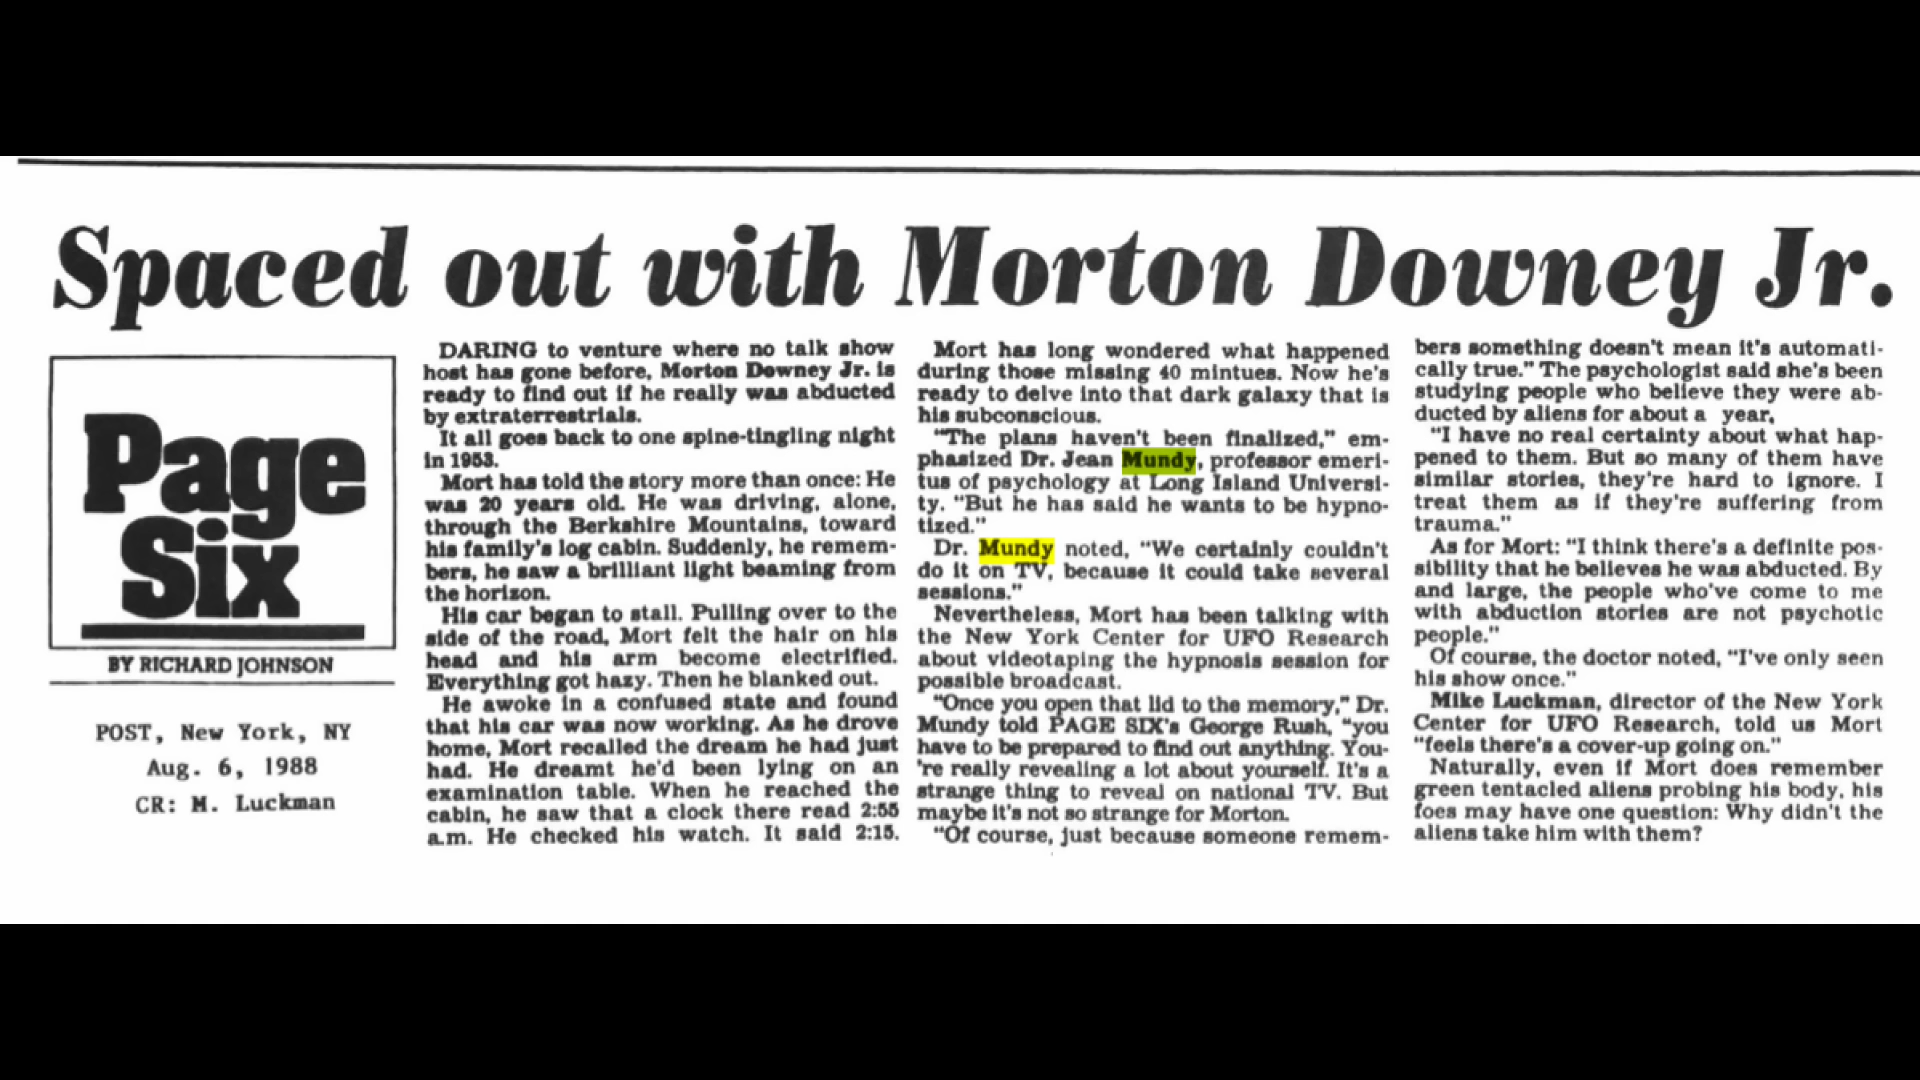 Spaced out with Morton Downey Jr.
Page
Six
BY RICHARD JOHNSON
POST, New York, NY
Aug. 6, 1988
CR: M. Luckman
DARING to venture where no talk show
host has gone before, Morton Downey Jr. is
ready to find out if he really was abducted
by extraterrestrials.
It all goes back to one spine-tingling night
in 1953.
Mort has told the story more than once: He
was 20 years old. He was driving, alone,
through the Berkshire Mountains, toward
his family's log cabin. Suddenly, he remem-
bers, he saw a brilliant light beaming from
the horizon.
His car began to stall. Pulling over to the
side of the road, Mort felt the hair on his
head and his arm become electrified.
Everything got hazy. Then he blanked out.
He awoke in a confused state and found
that his car was now working. As he drove
home, Mort recalled the dream he had just
had. He dreamt he'd been lying on an
examination table. When he reached the
cabin, he saw that a clock there read 2:55
a.m. He checked his watch. It said 2:15.
Mort has long wondered what happened
during those missing 40 mintues. Now he's
ready to delve into that dark galaxy that is
his subconscious.
"The plans haven't been finalized," em-
phasized Dr. Jean Mundy, professor emeri-
tus of psychology at Long Island Universi-
ty. "But he has said he wants to be hypno-
tized."
Dr. Mundy noted, "We certainly couldn't
do it on TV, because it could take several
sessions."
Nevertheless, Mort has been talking with
the New York Center for UFO Research
about videotaping the hypnosis session for
possible broadcast.
"Once you open that lid to the memory," Dr.
Mundy told PAGE SIX's George Rush, "you
have to be prepared to find out anything. You-
're really revealing a lot about yourself. It's a
strange thing to reveal on national TV. But
maybe it's not so strange for Morton.
"Of course, just because someone remem-
bers something doesn't mean it's automati-
cally true." The psychologist said she's been
studying people who believe they were ab-
ducted by aliens for about a year,
"I have no real certainty about what hap-
pened to them. But so many of them have
similar stories, they're hard to ignore. I
treat them as if they're suffering from
trauma."
As for Mort: "I think there's a definite pos-
sibility that he believes he was abducted. By
and large, the people who've come to me
with abduction stories are not psychotic
people."
Of course, the doctor noted, "I've only seen
his show once."
Mike Luckman, director of the New York
Center for UFO Research, told us Mort
"feels there's a cover-up going on."
Naturally, even if Mort does remember
green tentacled aliens probing his body, his
foes may have one question: Why didn't the
aliens take him with them?